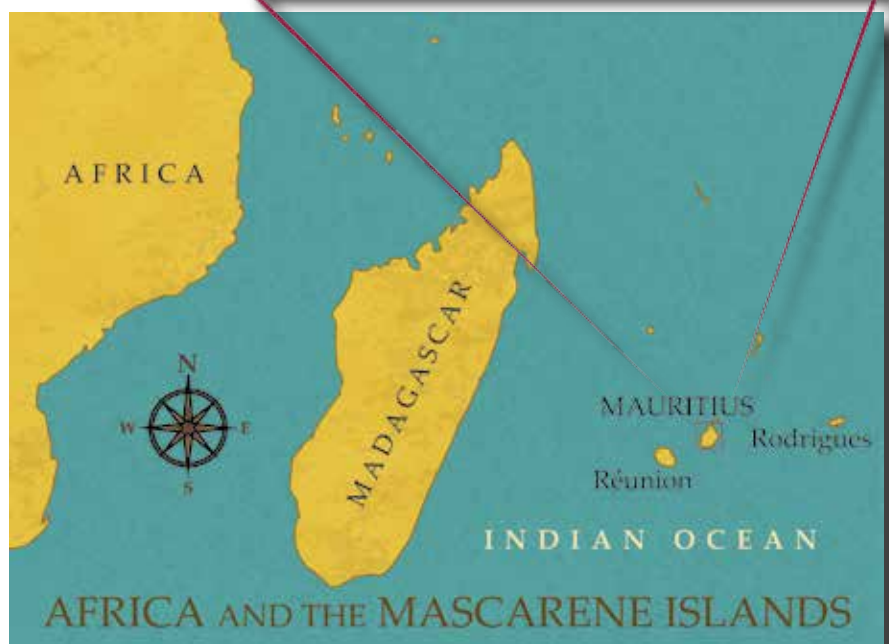 AFRICA
MADAGASCAR
N
W E
S
MAURITIUS
Rodrigues
Réunion
INDIAN OCEAN
AFRICA AND THE MASCARENE ISLANDS